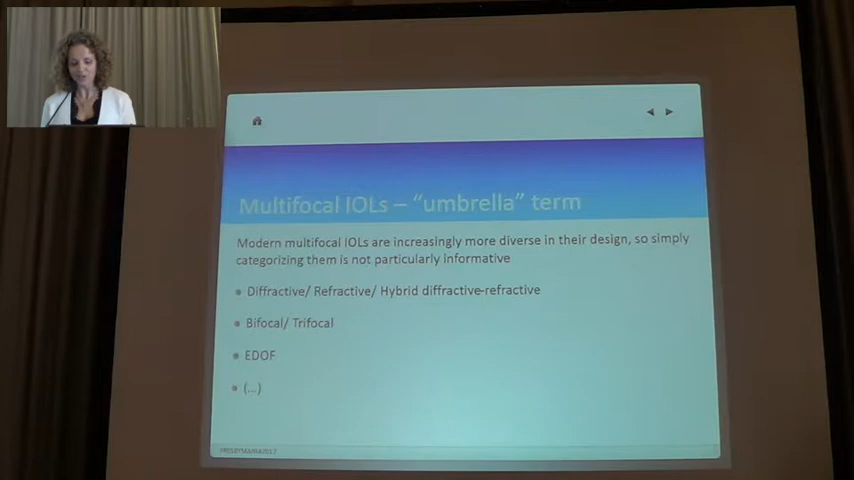 Multifocal IOLs – “umbrella” term
Modern multifocal IOLs are increasingly more diverse in their design, so simply
categorizing them is not particularly informative
• Diffractive/ Refractive/ Hybrid diffractive-refractive
• Bifocal/ Trifocal
• EDOF
• (...)